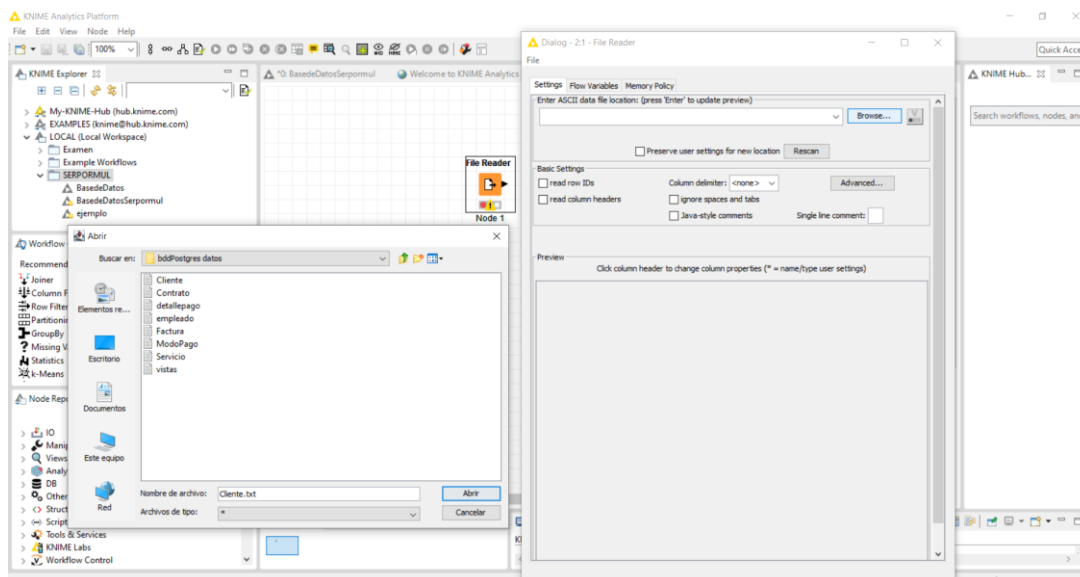 KNIME Analytics Platform
File Edit View Node Help
100%
Quick Acce
KNIME Explorer
My-KNIME-Hub (hub.knime.com)
EXAMPLES (knime@hub.knime.com)
LOCAL (Local Workspace)
Examen
Example Workflows
SERPORMUL
BasedeDatos
BasedeDatosSerpormul
ejemplo
*0: BasedeDatosSerpormul
Welcome to KNIME Analytics
File Reader
Node 1
Workflow
Recommend
Joiner
Column F
Row Filter
Partitionin
GroupBy
Missing V
Statistics
k-Means
Node Repo
IO
Manip
Views
Analy
DB
Other
Struct
Script
Tools & Services
KNIME Labs
Workflow Control
Abrir
Buscar en:
bddPostgres datos
Elementos re...
Escritorio
Documentos
Este equipo
Red
Cliente
Contrato
detallepago
empleado
Factura
ModoPago
Servicio
vistas
Nombre de archivo:
Cliente.txt
Abrir
Archivos de tipo:
*
Cancelar
Dialog - 2:1 - File Reader
File
Settings Flow Variables Memory Policy
Enter ASCII data file location: (press 'Enter' to update preview)
Browse...
Preserve user settings for new location
Rescan
Basic Settings
read row IDs
Column delimiter: <none>
Advanced...
read column headers
ignore spaces and tabs
Java-style comments
Single line comment:
Preview
Click column header to change column properties (* = name/type user settings)
KNIME Hub...
Search workflows, nodes, an